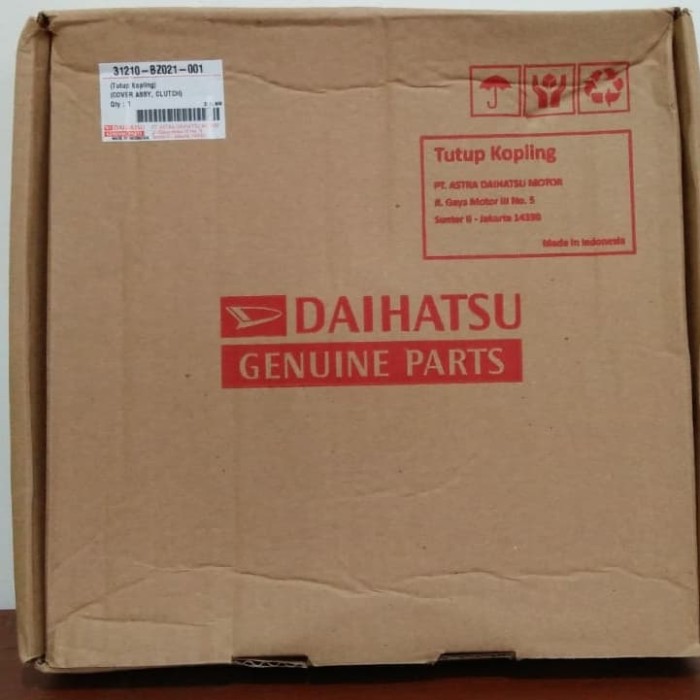 31210-BZ021-001
(Tutup Kopling)
(COVER ASSY, CLUTCH)
Qty : 1
Tutup Kopling
PT. ASTRA DAIHATSU MOTOR
Jl. Gaya Motor III No. 5
Sunter II - Jakarta 14350
Made in Indonesia
DAIHATSU
GENUINE PARTS